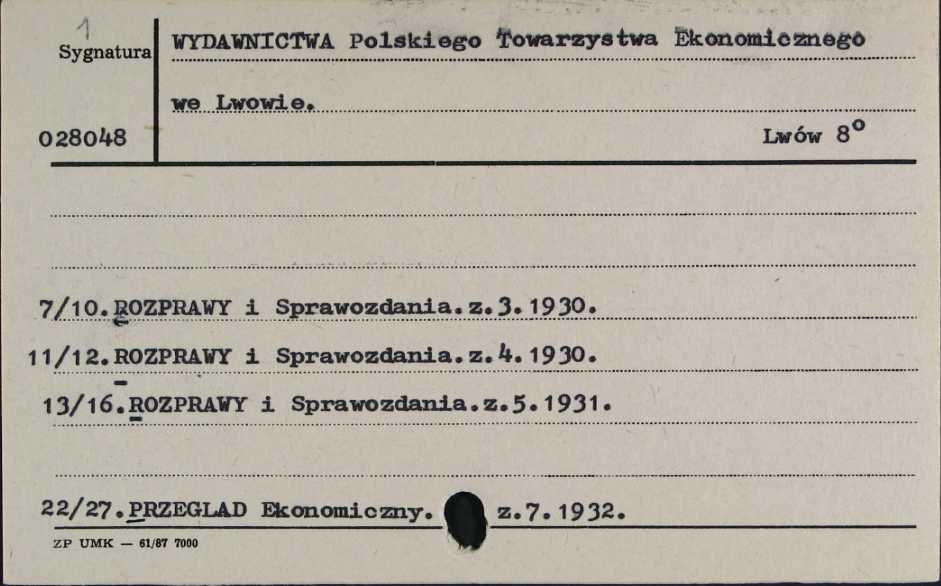 1
Sygnatura
WYDAWNICTWA Polskiego Towarzystwa Ekonomicznego
we Lwowie.
028048
Lwów 8º
7/10.ROZPRAWY i Sprawozdania.z.3.1930.
11/12.ROZPRAWY i Sprawozdania.z.4.1930.
13/16.ROZPRAWY i Sprawozdania.z.5.1931.
22/27.PRZEGLAD Ekonomiczny. z.7.1932.
ZP UMK — 61/87 7000